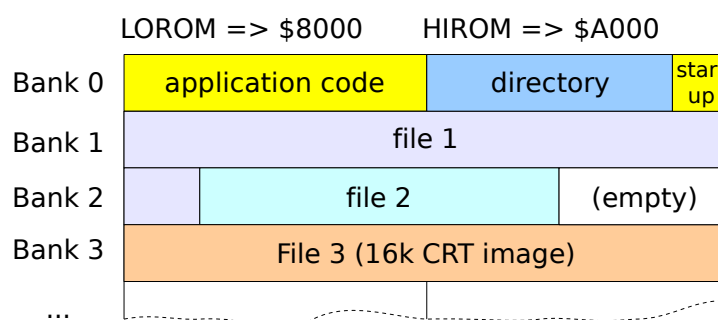 LOROM => $8000 HIROM => $A000
Bank 0 application code directory star
up
Bank 1 file 1
Bank 2 file 2 (empty)
Bank 3 File 3 (16k CRT image)
...